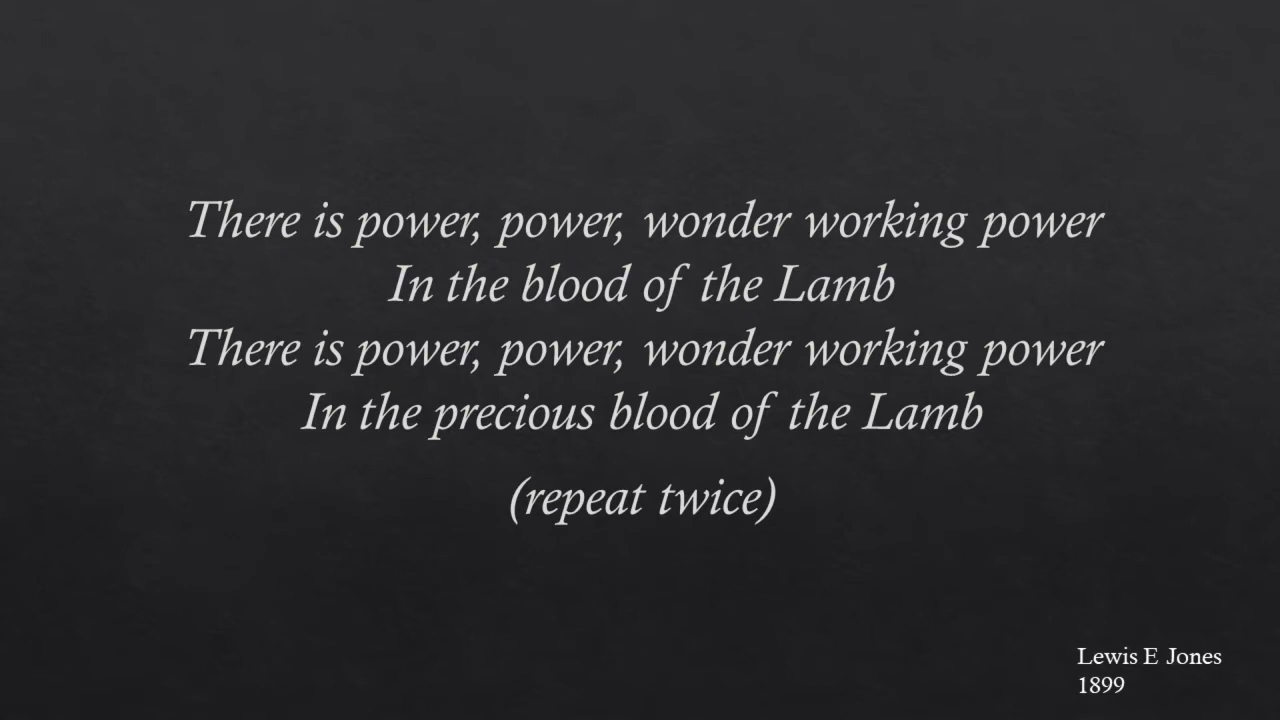 There is power, power, wonder working power
In the blood of the Lamb
There is power, power, wonder working power
In the precious blood of the Lamb
(repeat twice)
Lewis E Jones
1899